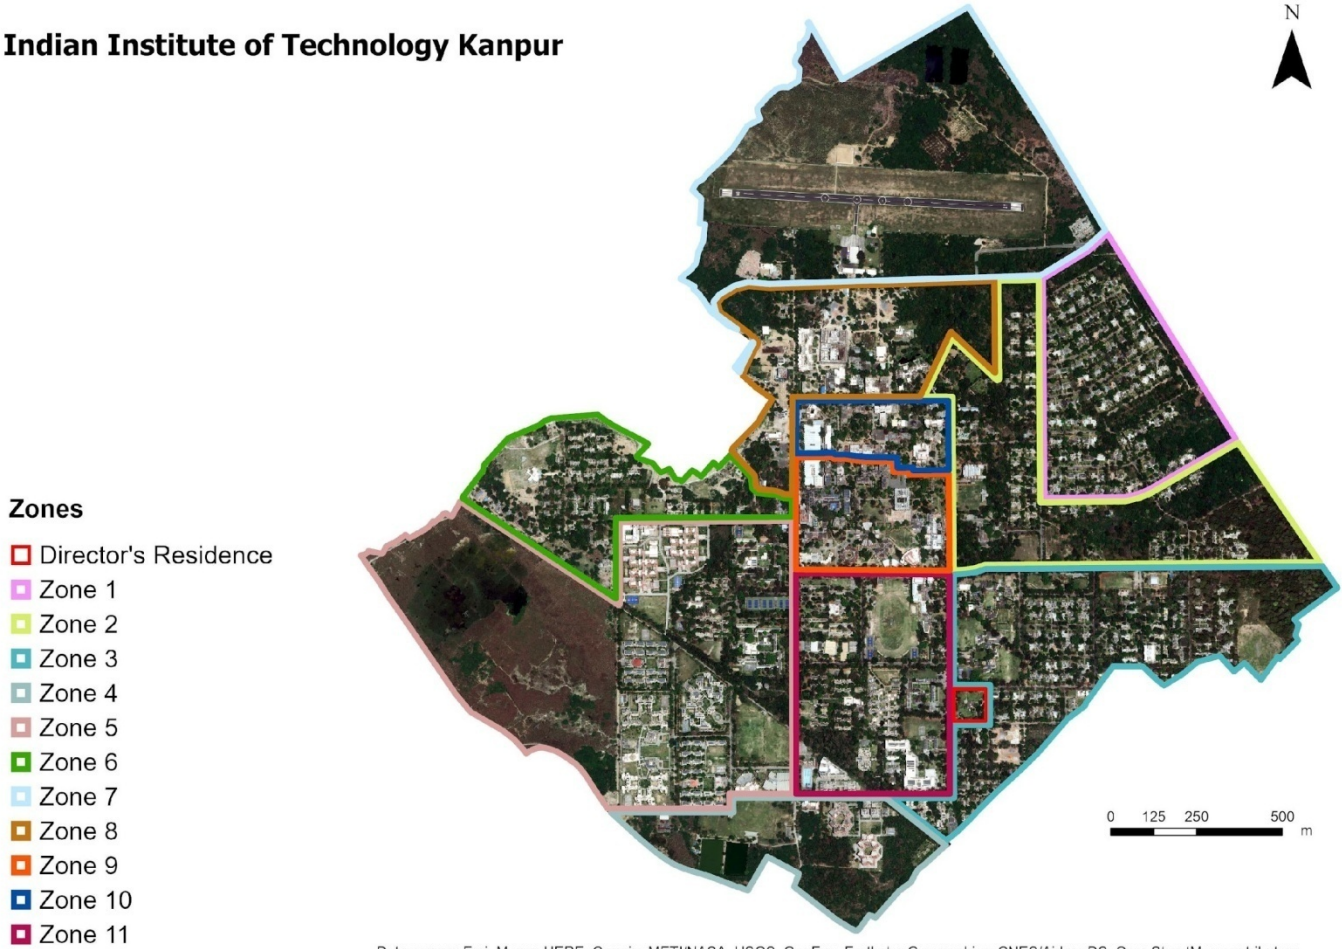 Indian Institute of Technology Kanpur
N
Zones
Director's Residence
Zone 1
Zone 2
Zone 3
Zone 4
Zone 5
Zone 6
Zone 7
Zone 8
Zone 9
Zone 10
Zone 11
0 125 250 500 m